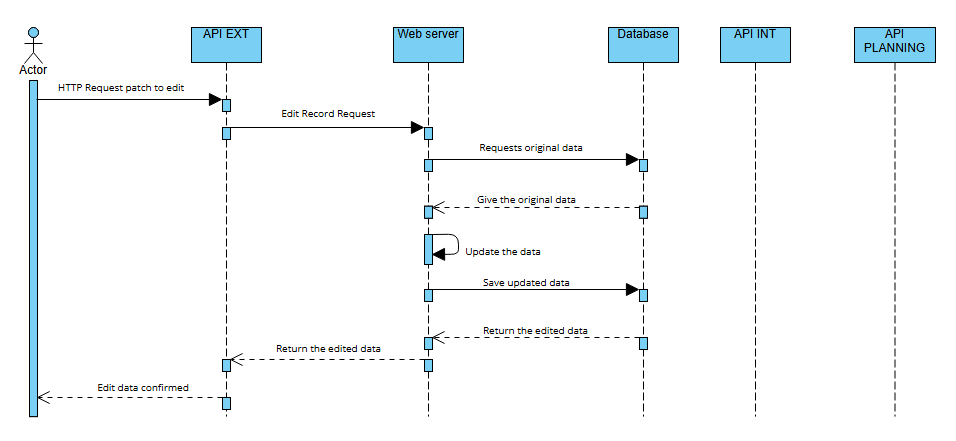 API EXT
Web server
Database
API INT
API
PLANNING
Actor
HTTP Request patch to edit
Edit Record Request
Requests original data
Give the original data
Update the data
Save updated data
Return the edited data
Return the edited data
Edit data confirmed